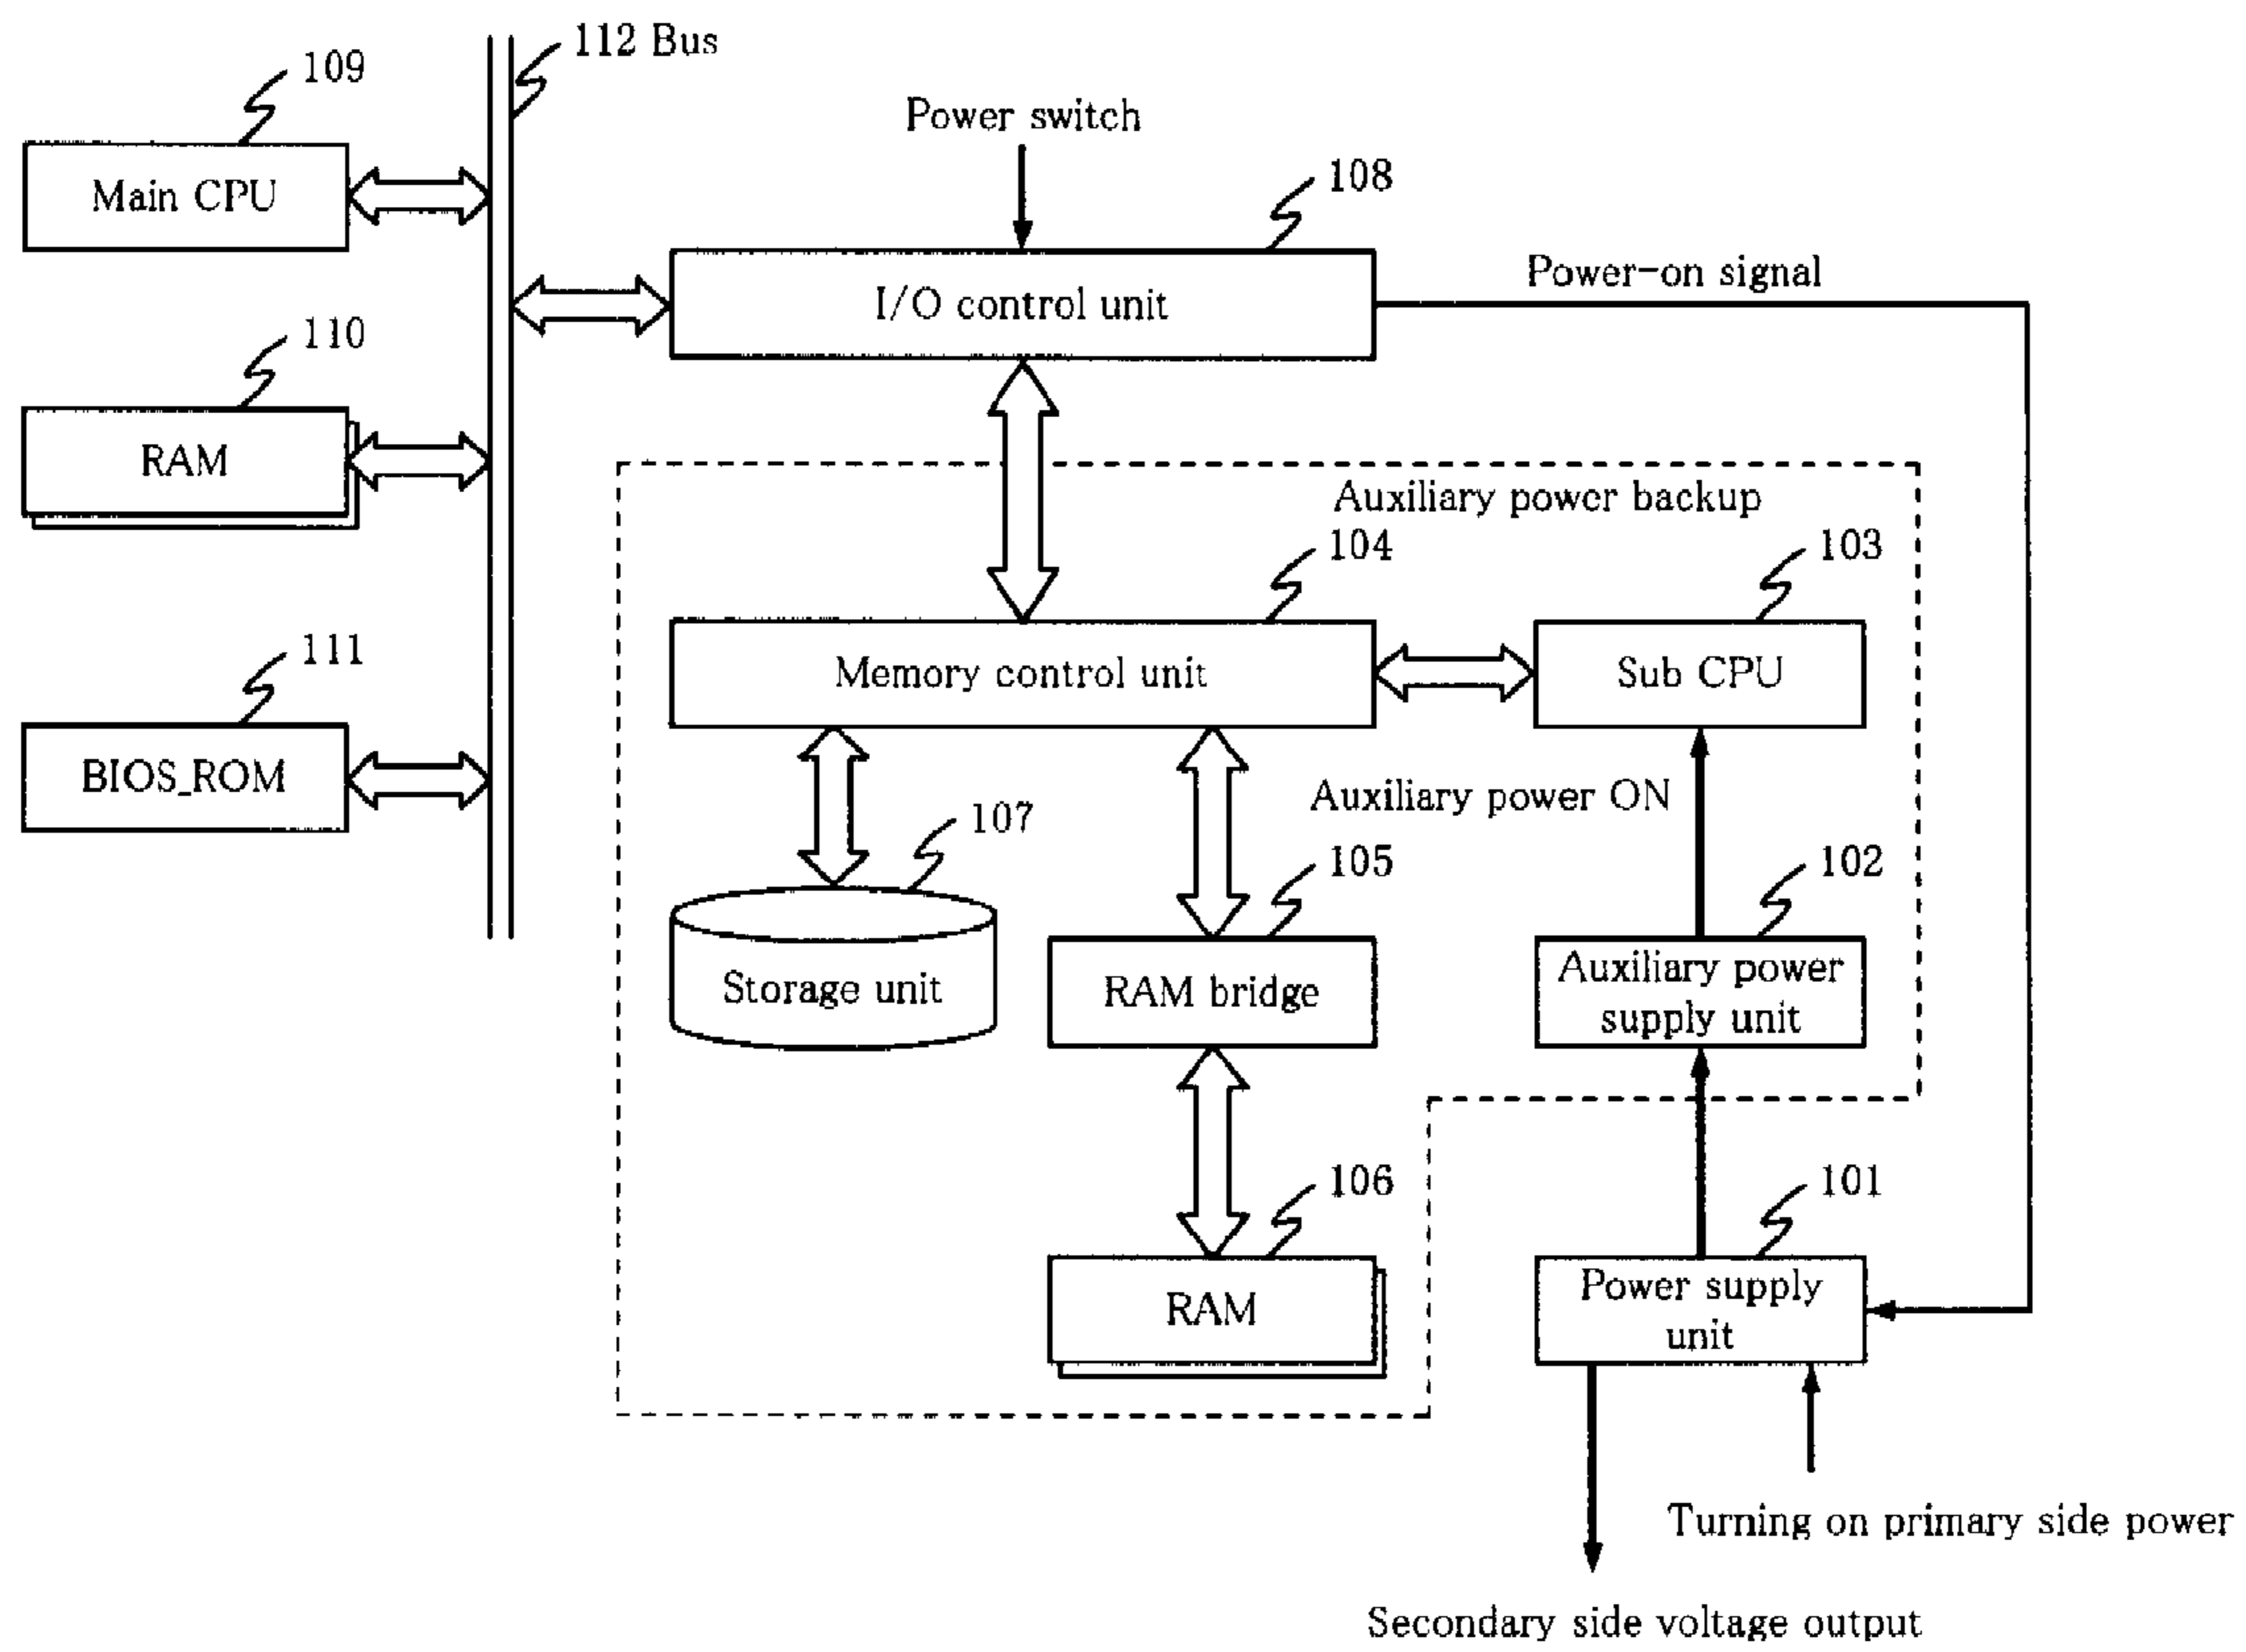 112 Bus
109
Main CPU
Power switch
108
I/O control unit
Power-on signal
110
RAM
Auxiliary power backup
104
103
Memory control unit
Sub CPU
111
BIOS_ROM
Auxiliary power ON
107
105
102
Storage unit
RAM bridge
Auxiliary power
supply unit
106
101
RAM
Power supply
unit
Turning on primary side power
Secondary side voltage output